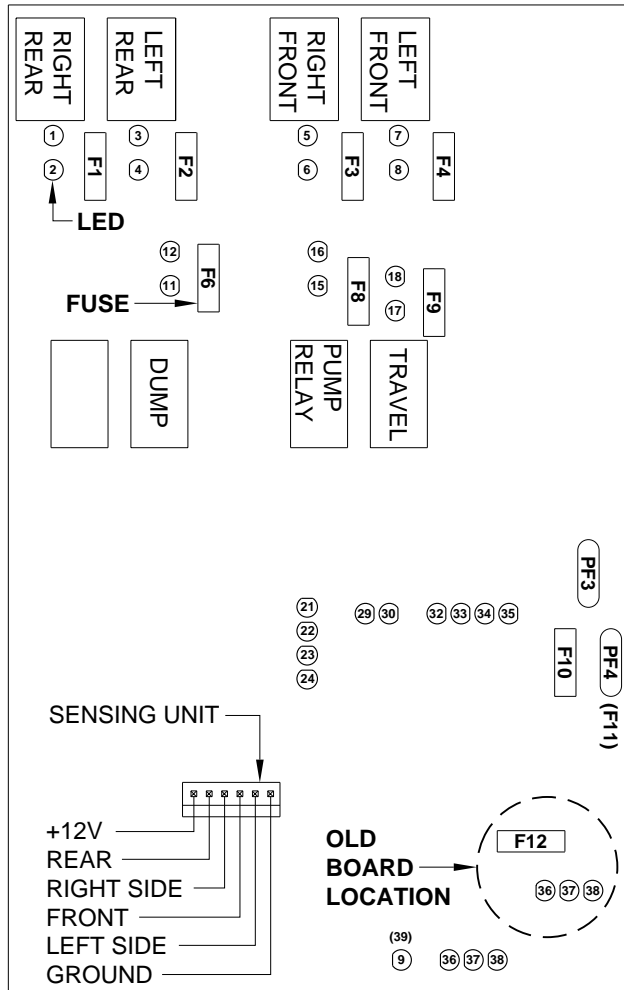 RIGHT
REAR
LEFT
REAR
RIGHT
FRONT
LEFT
FRONT
1
3
5
7
2
F1
4
F2
6
F3
8
F4
LED
12
16
18
11
F6
15
F8
17
F9
FUSE
DUMP
PUMP
RELAY
TRAVEL
PF3
21
29
30
32
33
34
35
22
23
24
F10
PF4
(F11)
SENSING UNIT
+12V
REAR
RIGHT SIDE
FRONT
LEFT SIDE
GROUND
OLD
BOARD
LOCATION
F12
36
37
38
(39)
9
36
37
38